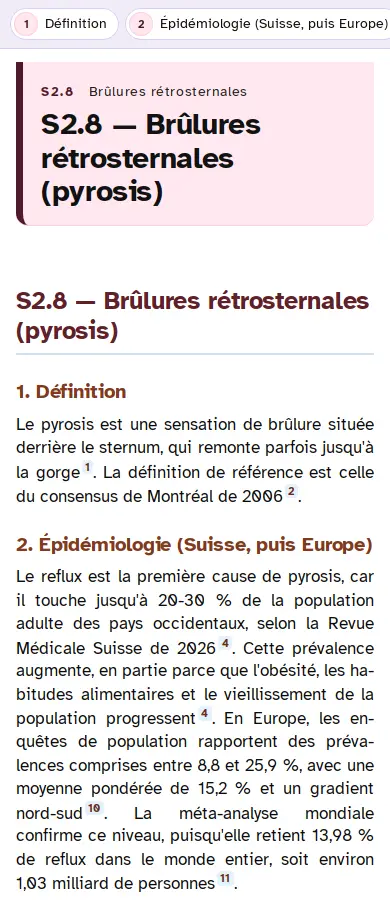 1 Définition 2 Épidémiologie (Suisse, puis Europe)
S2.8 Brûlures rétrosternales
S2.8 — Brûlures
rétrosternales
(pyrosis)
S2.8 — Brûlures rétrosternales
(pyrosis)
1. Définition
Le pyrosis est une sensation de brûlure située
derrière le sternum, qui remonte parfois jusqu'à
la gorge 1. La définition de référence est celle
du consensus de Montréal de 2006 2.
2. Épidémiologie (Suisse, puis Europe)
Le reflux est la première cause de pyrosis, car
il touche jusqu'à 20-30 % de la population
adulte des pays occidentaux, selon la Revue
Médicale Suisse de 2026 4. Cette prévalence
augmente, en partie parce que l'obésité, les ha-
bitudes alimentaires et le vieillissement de la
population progressent 4. En Europe, les en-
quêtes de population rapportent des préva-
lences comprises entre 8,8 et 25,9 %, avec une
moyenne pondérée de 15,2 % et un gradient
nord-sud 10. La méta-analyse mondiale
confirme ce niveau, puisqu'elle retient 13,98 %
de reflux dans le monde entier, soit environ
1,03 milliard de personnes 11.